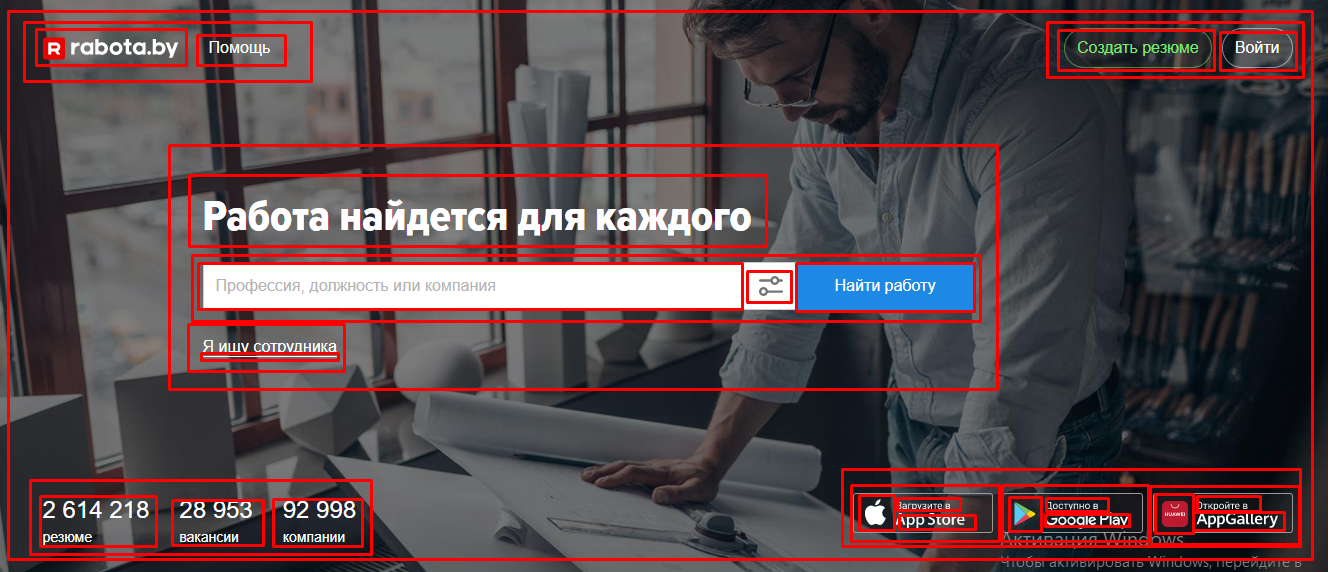 rabota.by
Помощь
Создать резюме
Войти
Работа найдется для каждого
Профессия, должность или компания
Найти работу
Я ищу сотрудника
2 614 218
резюме
28 953
вакансии
92 998
компании
Загрузите в
App Store
Доступно в
Google Play
HUAWEI
Откройте в
AppGallery
Активация Windows
Чтобы активировать Windows, перейдите в